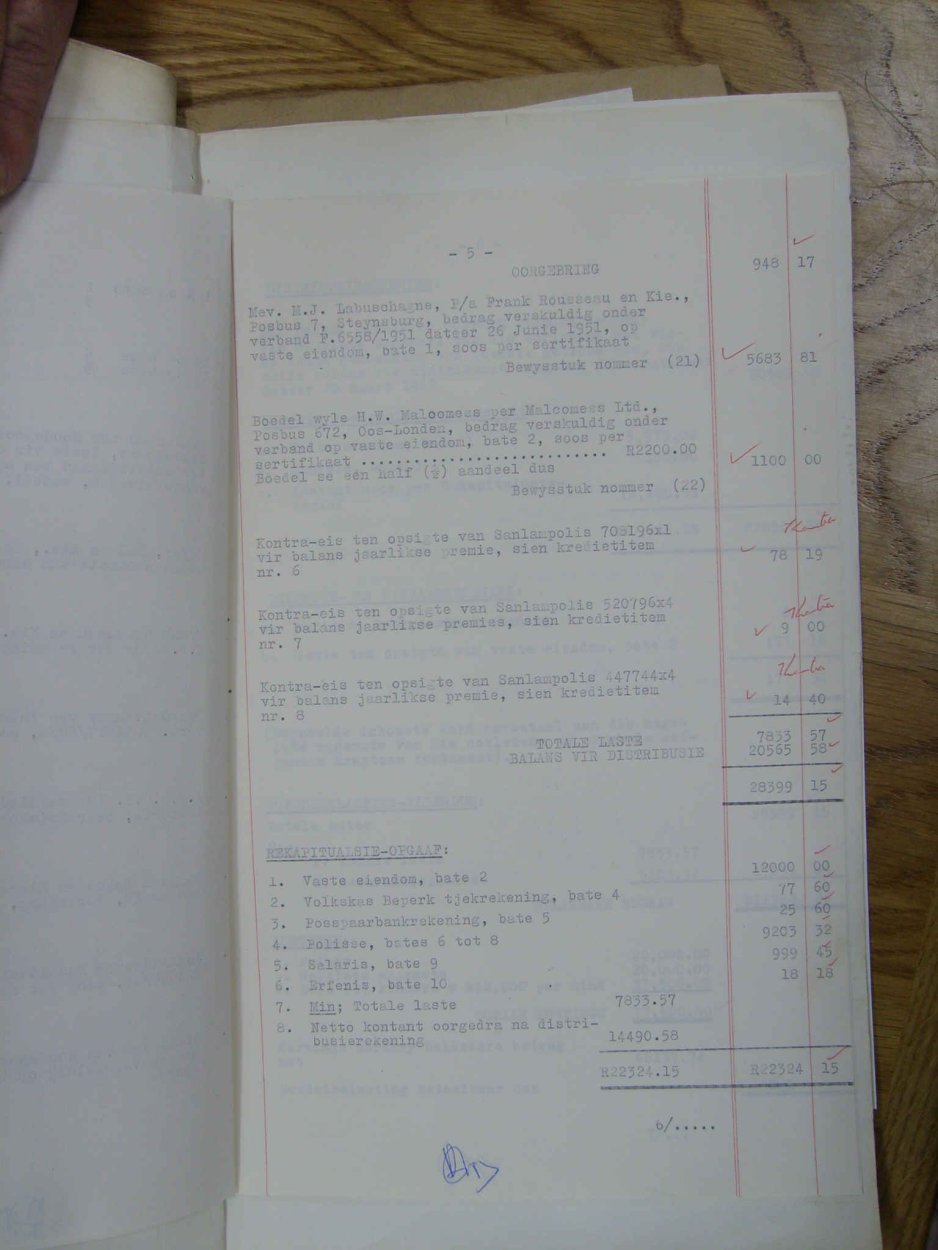 - 5 -
OORGEBRING 948 17
Mev. M.J. Labuschagne, P/a Frank Rousseau en Kie.,
Posbus 7, Steynsburg, bedrag verskuldig onder
verband P.6558/1951 dateer 26 Junie 1951, op
vaste eiendom, bate 1, soos per sertifikaat
Bewysstuk nommer (21) 5683 81
Boedel wyle H.W. Malcomess per Malcomess Ltd.,
Posbus 672, Oos-Londen, bedrag verskuldig onder
verband op vaste eiendom, bate 2, soos per
sertifikaat ............................ R2200.00
Boedel se een half (½) aandeel dus 1100 00
Bewysstuk nommer (22)
Kontra-eis ten opsigte van Sanlampolis 708196x1
vir balans jaarlikse premie, sien kredietitem 78 19
nr. 6
Kontra-eis ten opsigte van Sanlampolis 520796x4
vir balans jaarlikse premies, sien kredietitem 9 00
nr. 7
Kontra-eis ten opsigte van Sanlampolis 447744x4
vir balans jaarlikse premie, sien kredietitem 14 40
nr. 8
TOTALE LASTE 7833 57
BALANS VIR DISTRIBUSIE 20565 58
28399 15
REKAPITUALSIE-OPGAAF:
1. Vaste eiendom, bate 2 12000 00
2. Volkskas Beperk tjekrekening, bate 4 77 60
3. Posspaarbankrekening, bate 5 25 60
4. Polisse, bates 6 tot 8 9203 32
5. Salaris, bate 9 999 45
6. Erfenis, bate 10 18 18
7. Min; Totale laste 7833.57
8. Netto kontant oorgedra na distri-
busierekening 14490.58
R22324.15 R22324 15
6/.....